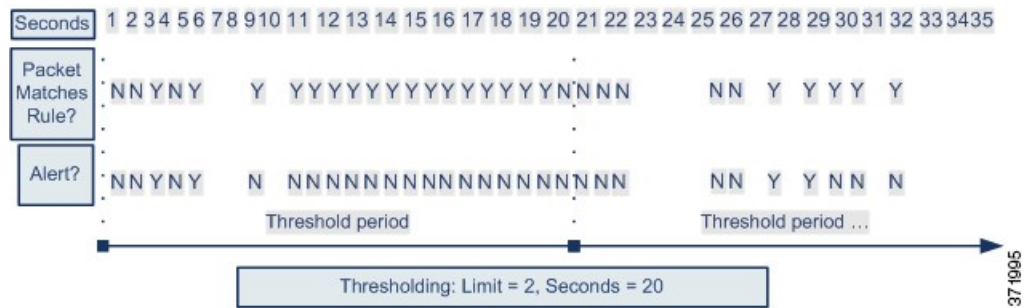 Seconds 1 2 3 4 5 6 7 8 9 10 11 12 13 14 15 16 17 18 19 20 21 22 23 24 25 26 27 28 29 30 31 32 33 34 35
Packet
Matches
Rule?
N N Y N Y Y Y Y Y Y Y Y Y Y Y Y Y Y Y Y N N N N N N Y Y Y Y Y
Alert?
N N Y N Y N N N N N N N N N N N N N N N N N N N N N Y Y N N N
Threshold period Threshold period ...
Thresholding: Limit = 2, Seconds = 20
371995